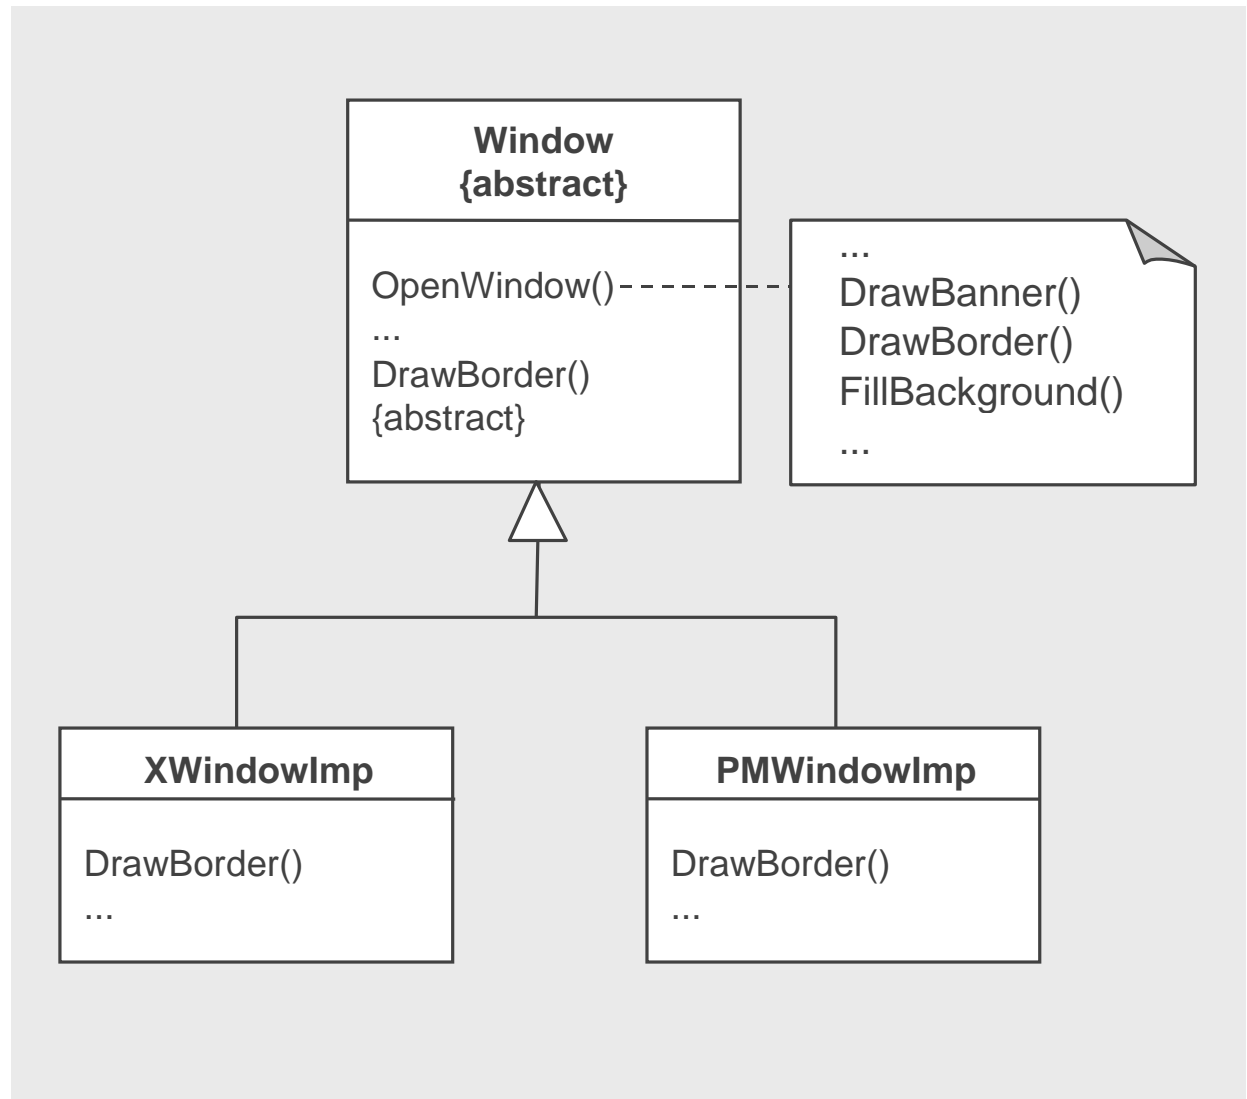 Window
{abstract}
OpenWindow()
...
DrawBorder()
{abstract}
...
DrawBanner()
DrawBorder()
FillBackground()
...
XWindowImp
DrawBorder()
...
PMWindowImp
DrawBorder()
...